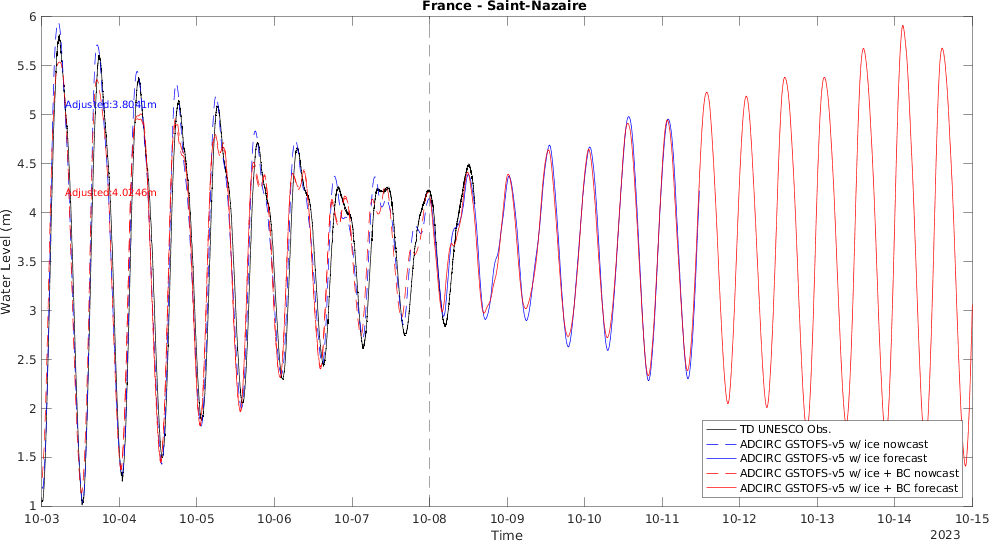 France - Saint-Nazaire
6
5.5
5
4.5
4
3.5
3
2.5
2
1.5
1
Water Level (m)
Adjusted:3.8041m
Adjusted:4.0246m
TD UNESCO Obs.
ADCIRC GSTOFS-v5 w/ ice nowcast
ADCIRC GSTOFS-v5 w/ ice forecast
ADCIRC GSTOFS-v5 w/ ice + BC nowcast
ADCIRC GSTOFS-v5 w/ ice + BC forecast
10-03 10-04 10-05 10-06 10-07 10-08 10-09 10-10 10-11 10-12 10-13 10-14 10-15
Time
2023